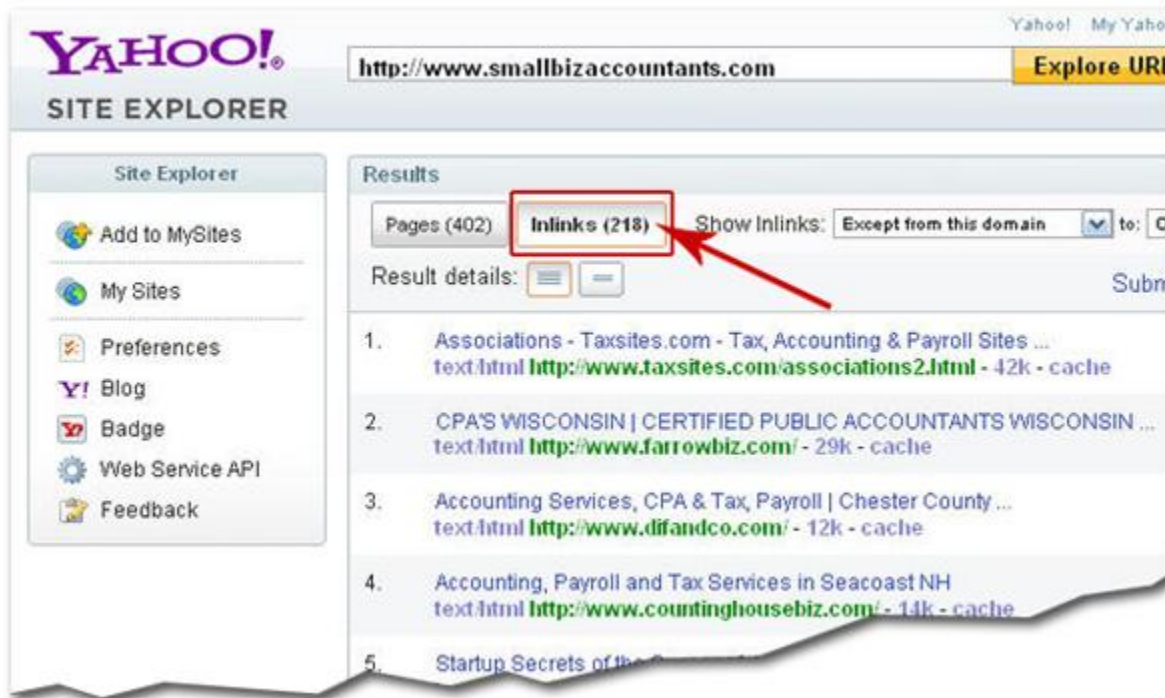 Yahoo! My Yaho
YAHOO!®
http://www.smallbizaccountants.com Explore URL
SITE EXPLORER
Site Explorer
Add to MySites
My Sites
Preferences
Y! Blog
Badge
Web Service API
Feedback
Results
Pages (402) Inlinks (218) Show Inlinks: Except from this domain to:
Result details:
Subm
1. Associations - Taxsites.com - Tax, Accounting & Payroll Sites ...
text/html http://www.taxsites.com/associations2.html - 42k - cache
2. CPA'S WISCONSIN | CERTIFIED PUBLIC ACCOUNTANTS WISCONSIN ...
text/html http://www.farrowbiz.com/ - 29k - cache
3. Accounting Services, CPA & Tax, Payroll | Chester County ...
text/html http://www.difandco.com/ - 12k - cache
4. Accounting, Payroll and Tax Services in Seacoast NH
text/html http://www.countinghousebiz.com/ - 14k - cache
5. Startup Secrets of the